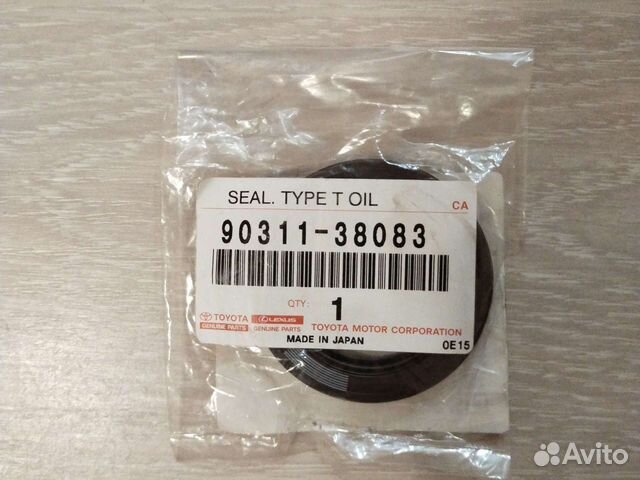 SEAL. TYPE T OIL
CA
90311-38083
QTY: 1
TOYOTA LEXUS
GENUINE PARTS GENUINE PARTS TOYOTA MOTOR CORPORATION
MADE IN JAPAN 0E15
Avito